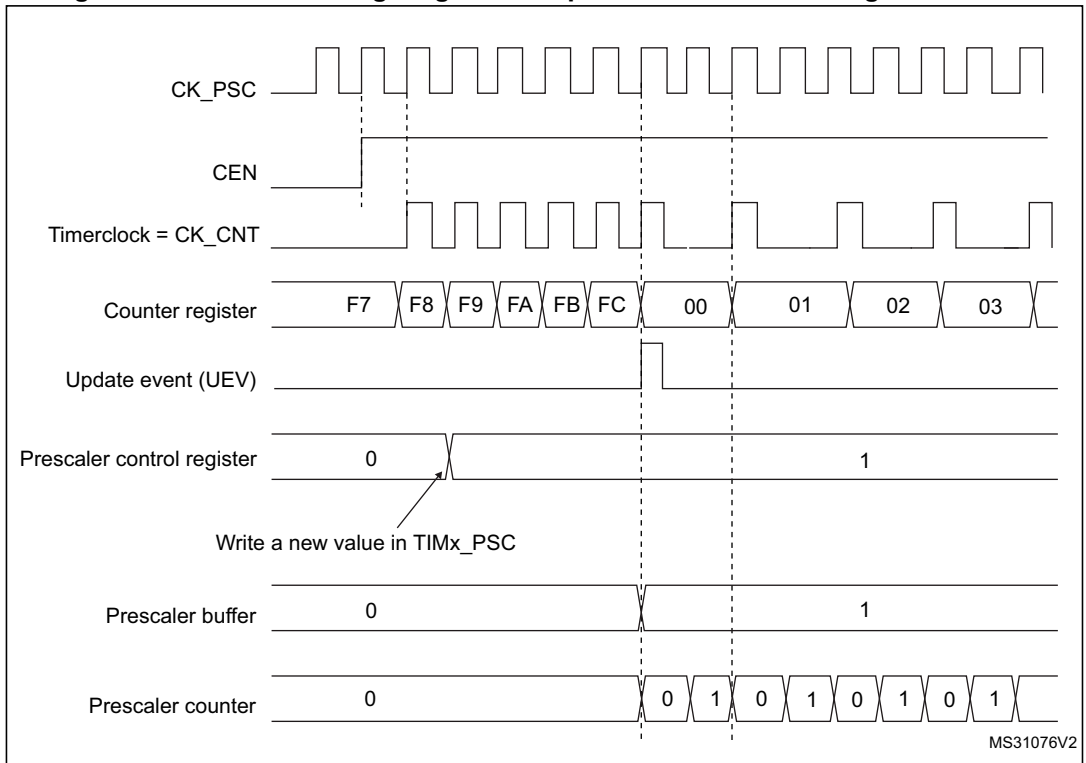 CK_PSC
CEN
Timerclock = CK_CNT
Counter register F7 F8 F9 FA FB FC 00 01 02 03
Update event (UEV)
Prescaler control register 0 1
Write a new value in TIMx_PSC
Prescaler buffer 0 1
Prescaler counter 0 0 1 0 1 0 1 0 1
MS31076V2